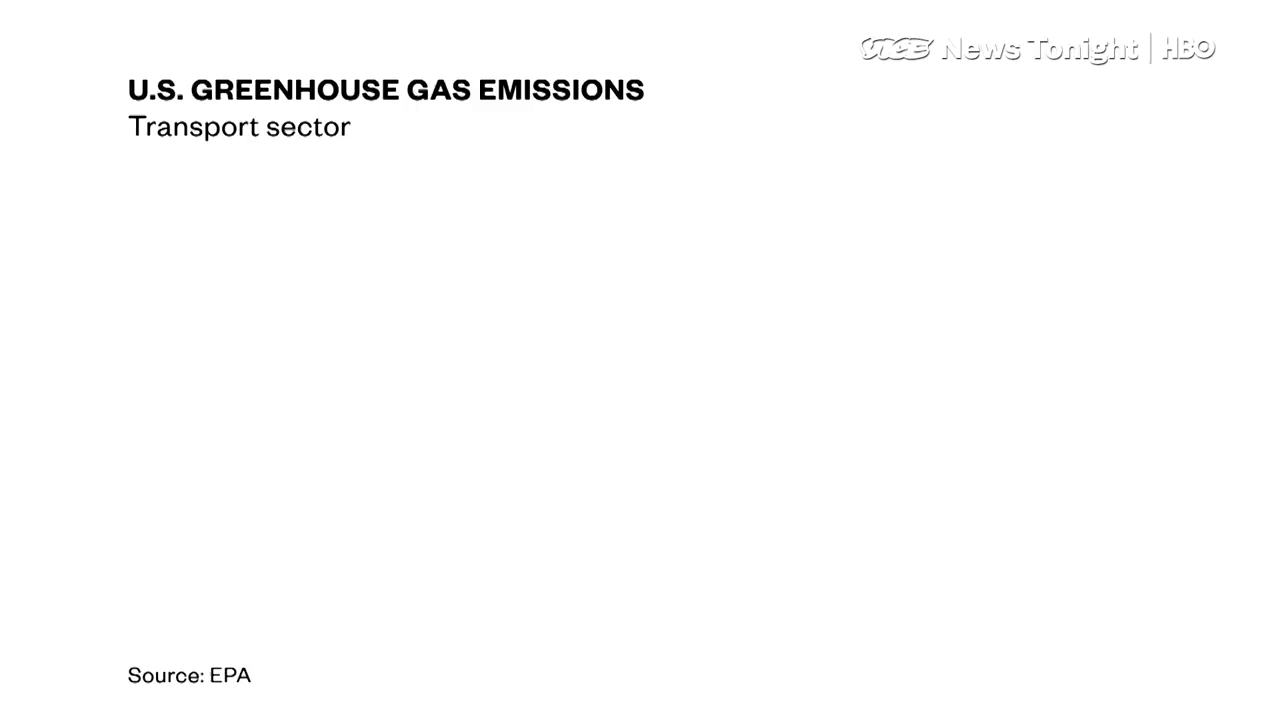 VICE News Tonight | HBO
U.S. GREENHOUSE GAS EMISSIONS
Transport sector
Source: EPA